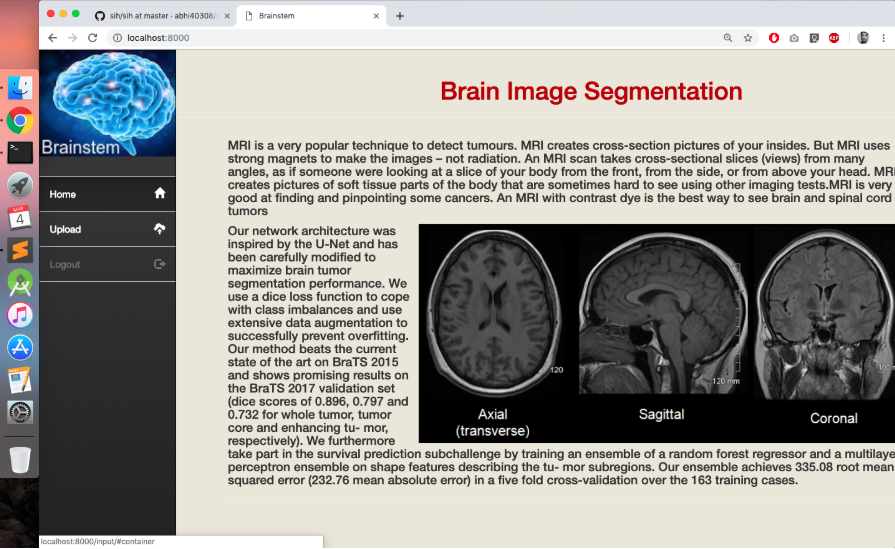 sih/sih at master · abhi40308/
Brainstem
localhost:8000
ABP
Brainstem
Brain Image Segmentation
MRI is a very popular technique to detect tumours. MRI creates cross-section pictures of your insides. But MRI uses
strong magnets to make the images – not radiation. An MRI scan takes cross-sectional slices (views) from many
angles, as if someone were looking at a slice of your body from the front, from the side, or from above your head. MRI
creates pictures of soft tissue parts of the body that are sometimes hard to see using other imaging tests.MRI is very
good at finding and pinpointing some cancers. An MRI with contrast dye is the best way to see brain and spinal cord
tumors
Home
Upload
Logout
MAR
4
Our network architecture was
inspired by the U-Net and has
been carefully modified to
maximize brain tumor
segmentation performance. We
use a dice loss function to cope
with class imbalances and use
extensive data augmentation to
successfully prevent overfitting.
Our method beats the current
state of the art on BraTS 2015
and shows promising results on
the BraTS 2017 validation set
(dice scores of 0.896, 0.797 and
0.732 for whole tumor, tumor
core and enhancing tu- mor,
respectively). We furthermore
take part in the survival prediction subchallenge by training an ensemble of a random forest regressor and a multilaye
perceptron ensemble on shape features describing the tu- mor subregions. Our ensemble achieves 335.08 root mean
squared error (232.76 mean absolute error) in a five fold cross-validation over the 163 training cases.
120
120 mm
100 m
Axial
(transverse)
Sagittal
Coronal
localhost:8000/input/#container